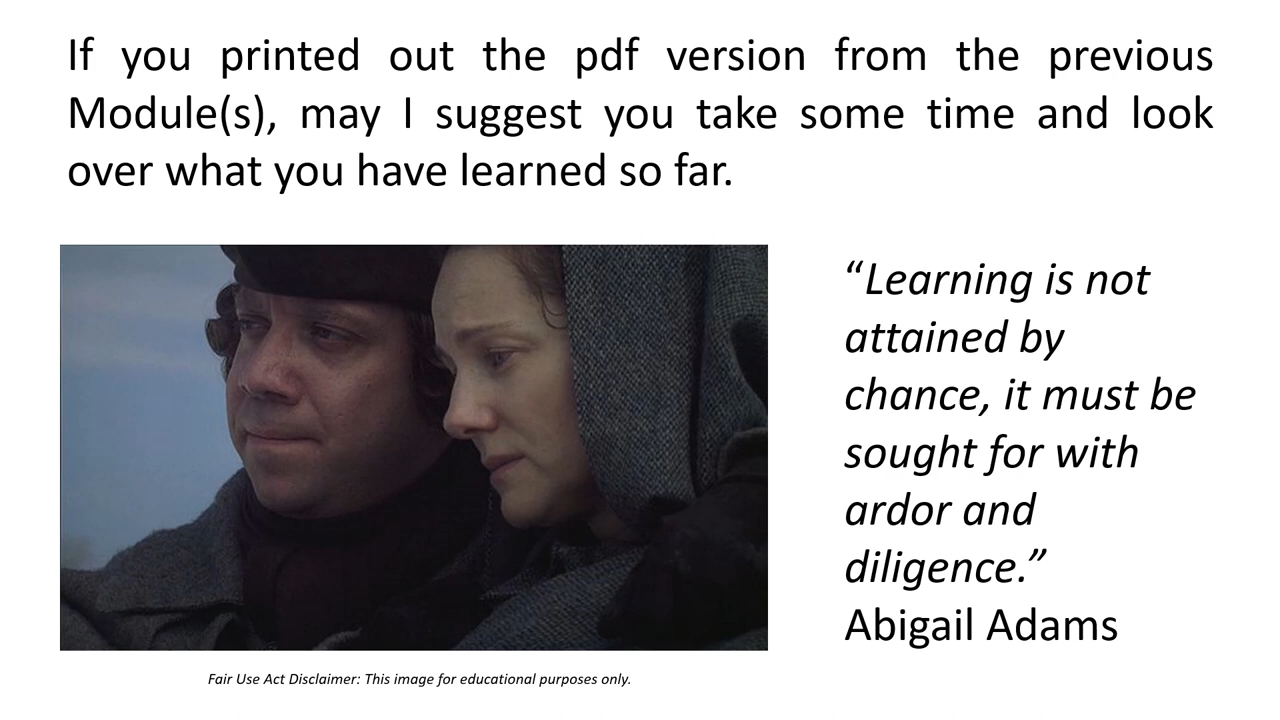 If you printed out the pdf version from the previous
Module(s), may I suggest you take some time and look
over what you have learned so far.
“Learning is not
attained by
chance, it must be
sought for with
ardor and
diligence.”
Abigail Adams
Fair Use Act Disclaimer: This image for educational purposes only.